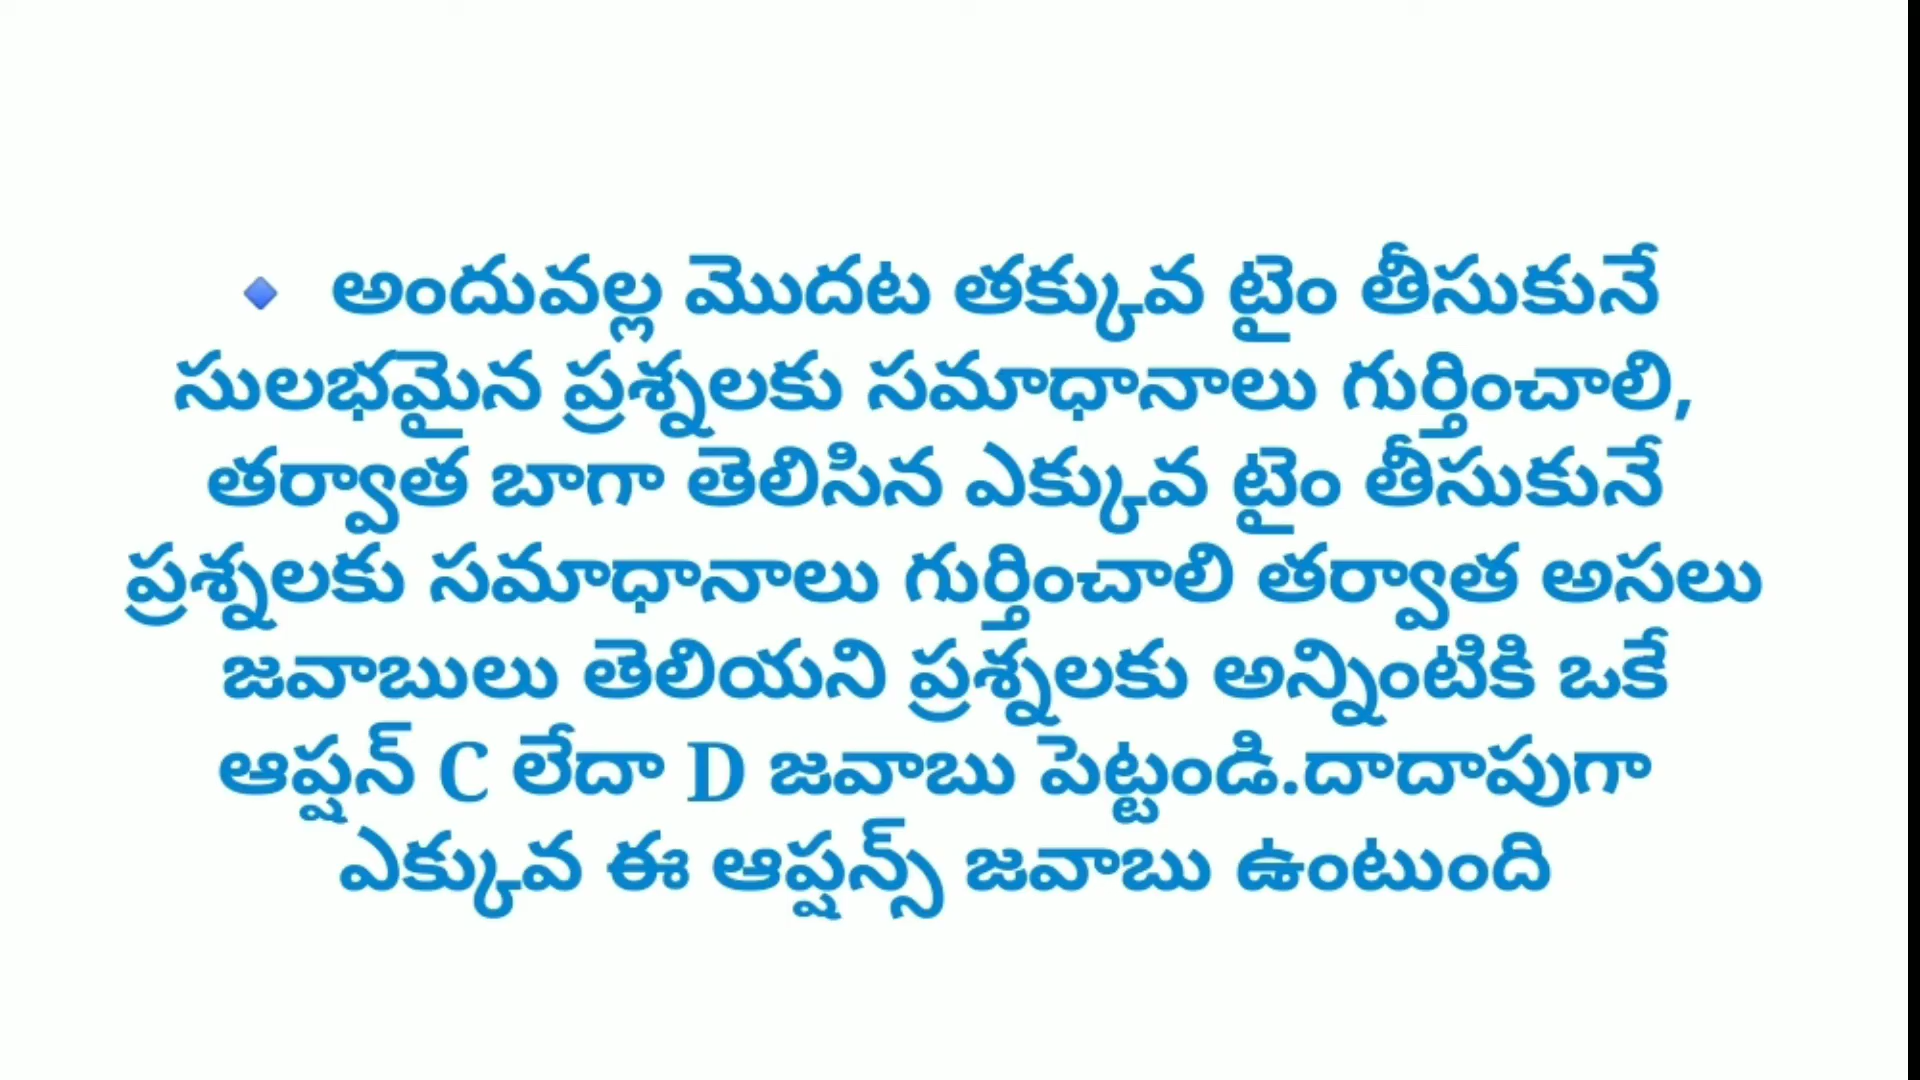 🔹 అందువల్ల మొదట తక్కువ టైం తీసుకునే
సులభమైన ప్రశ్నలకు సమాధానాలు గుర్తించాలి,
తర్వాత బాగా తెలిసిన ఎక్కువ టైం తీసుకునే
ప్రశ్నలకు సమాధానాలు గుర్తించాలి తర్వాత అసలు
జవాబులు తెలియని ప్రశ్నలకు అన్నింటికి ఒకే
ఆప్షన్ C లేదా D జవాబు పెట్టండి.దాదాపుగా
ఎక్కువ ఈ ఆప్షన్స్ జవాబు ఉంటుంది